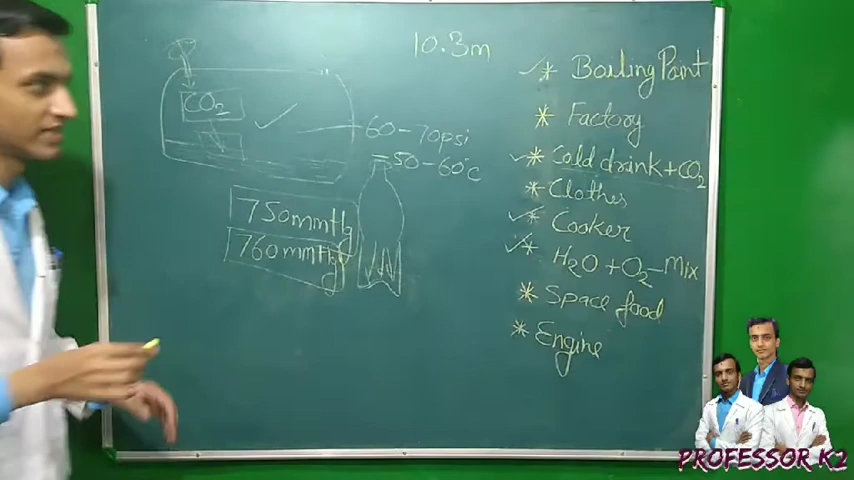 10.3m
CO2
60-70psi
=50-60°C
750mmHg
760mmHg
* Boiling Point
* Factory
* Cold drink+CO2
* Clothes
* Cooker
* H2O+O2-Mix
* Space food
* Engine
PROFESSOR K2